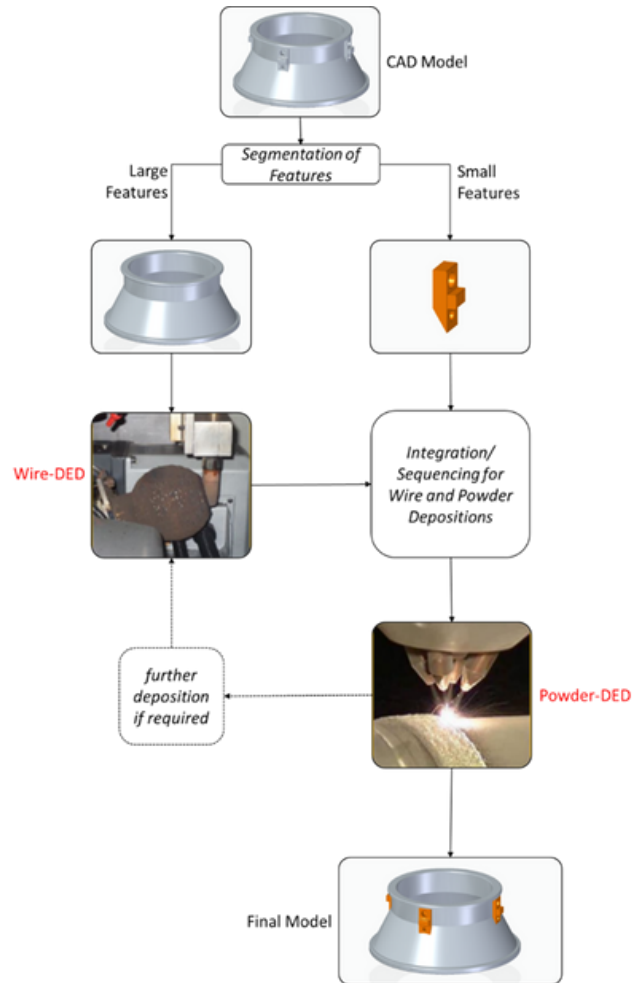 CAD Model
Segmentation of
Features
Large
Features
Small
Features
Wire-DED
Integration/
Sequencing for
Wire and Powder
Depositions
further
deposition
if required
Powder-DED
Final Model